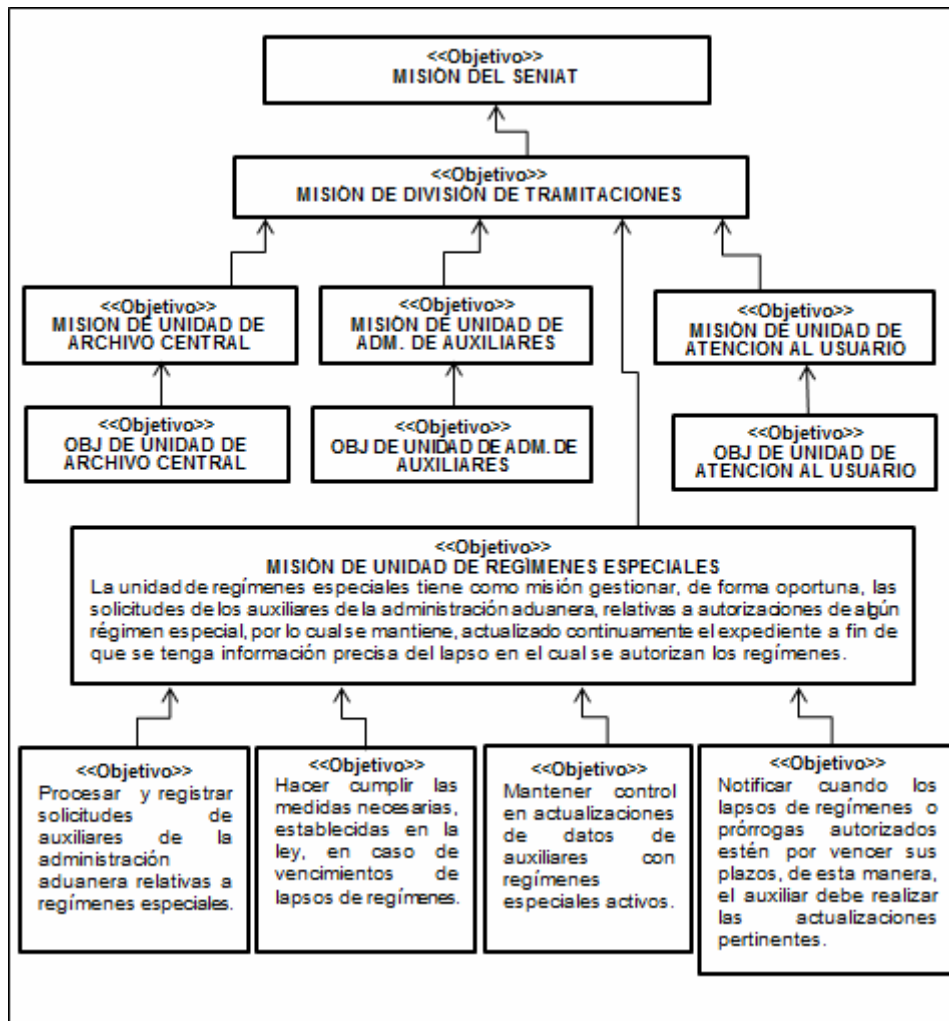 <<Objetivo>>
MISIÓN DEL SENIAT
<<Objetivo>>
MISIÓN DE DIVISIÓN DE TRAMITACIONES
<<Objetivo>>
MISIÓN DE UNIDAD DE
ARCHIVO CENTRAL
<<Objetivo>>
MISIÓN DE UNIDAD DE
ADM. DE AUXILIARES
<<Objetivo>>
MISIÓN DE UNIDAD DE
ATENCION AL USUARIO
<<Objetivo>>
OBJ DE UNIDAD DE
ARCHIVO CENTRAL
<<Objetivo>>
OBJ DE UNIDAD DE ADM. DE
AUXILIARES
<<Objetivo>>
OBJ DE UNIDAD DE
ATENCION AL USUARIO
<<Objetivo>>
MISIÓN DE UNIDAD DE REGÍMENES ESPECIALES
La unidad de regímenes especiales tiene como misión gestionar, de forma oportuna, las
solicitudes de los auxiliares de la administración aduanera, relativas a autorizaciones de algún
régimen especial, por lo cual se mantiene, actualizado continuamente el expediente a fin de
que se tenga información precisa del lapso en el cual se autorizan los regímenes.
<<Objetivo>>
Procesar y registrar
solicitudes de
auxiliares de la
administración
aduanera relativas a
regímenes especiales.
<<Objetivo>>
Hacer cumplir las
medidas necesarias,
establecidas en la
ley, en caso de
vencimientos de
lapsos de regímenes.
<<Objetivo>>
Mantener control
en actualizaciones
de datos de
auxiliares con
regímenes
especiales activos.
<<Objetivo>>
Notificar cuando los
lapsos de regímenes o
prórrogas autorizados
estén por vencer sus
plazos, de esta manera,
el auxiliar debe realizar
las actualizaciones
pertinentes.